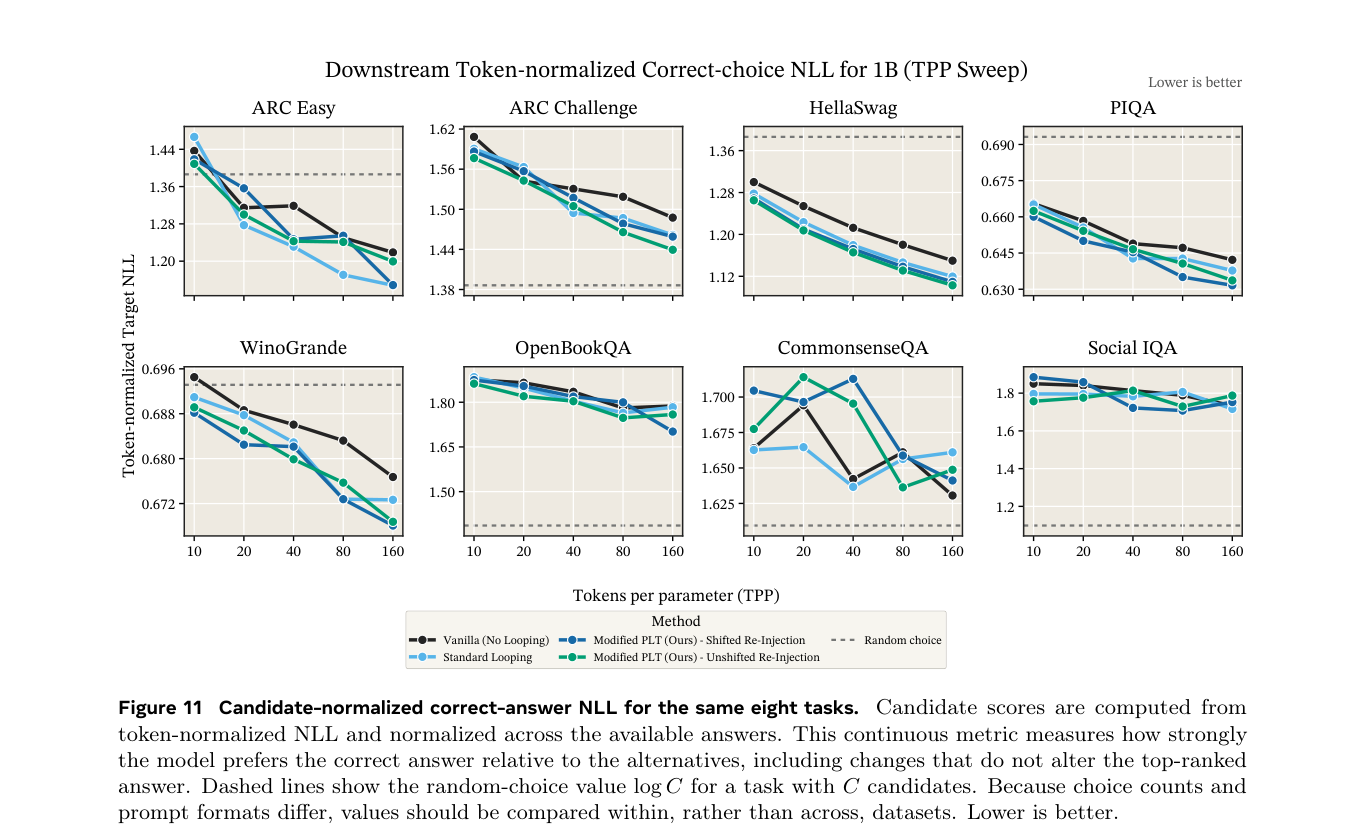 Downstream Token-normalized Correct-choice NLL for 1B (TPP Sweep)
Lower is better
ARC Easy
ARC Challenge
HellaSwag
PIQA
1.44
1.36
1.28
1.20
1.62
1.56
1.50
1.44
1.38
1.36
1.28
1.20
1.12
0.690
0.675
0.660
0.645
0.630
Token-normalized Target NLL
WinoGrande
OpenBookQA
CommonsenseQA
Social IQA
0.696
0.688
0.680
0.672
1.80
1.65
1.50
1.700
1.675
1.650
1.625
1.8
1.6
1.4
1.2
10 20 40 80 160
10 20 40 80 160
10 20 40 80 160
10 20 40 80 160
Tokens per parameter (TPP)
Method
Vanilla (No Looping)
Standard Looping
Modified PLT (Ours) - Shifted Re-Injection
Modified PLT (Ours) - Unshifted Re-Injection
Random choice
Figure 11 Candidate-normalized correct-answer NLL for the same eight tasks. Candidate scores are computed from
token-normalized NLL and normalized across the available answers. This continuous metric measures how strongly
the model prefers the correct answer relative to the alternatives, including changes that do not alter the top-ranked
answer. Dashed lines show the random-choice value log C for a task with C candidates. Because choice counts and
prompt formats differ, values should be compared within, rather than across, datasets. Lower is better.